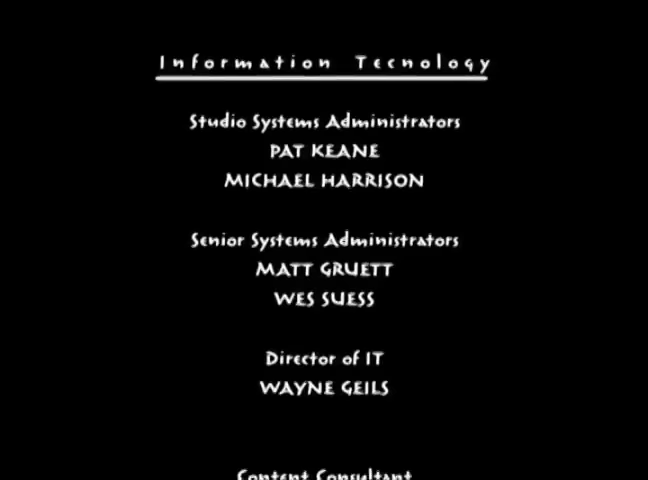 Information Tecnology
Studio Systems Administrators
PAT KEANE
MICHAEL HARRISON
Senior Systems Administrators
MATT GRUETT
WES SUESS
Director of IT
WAYNE GEILS
Content Consultant